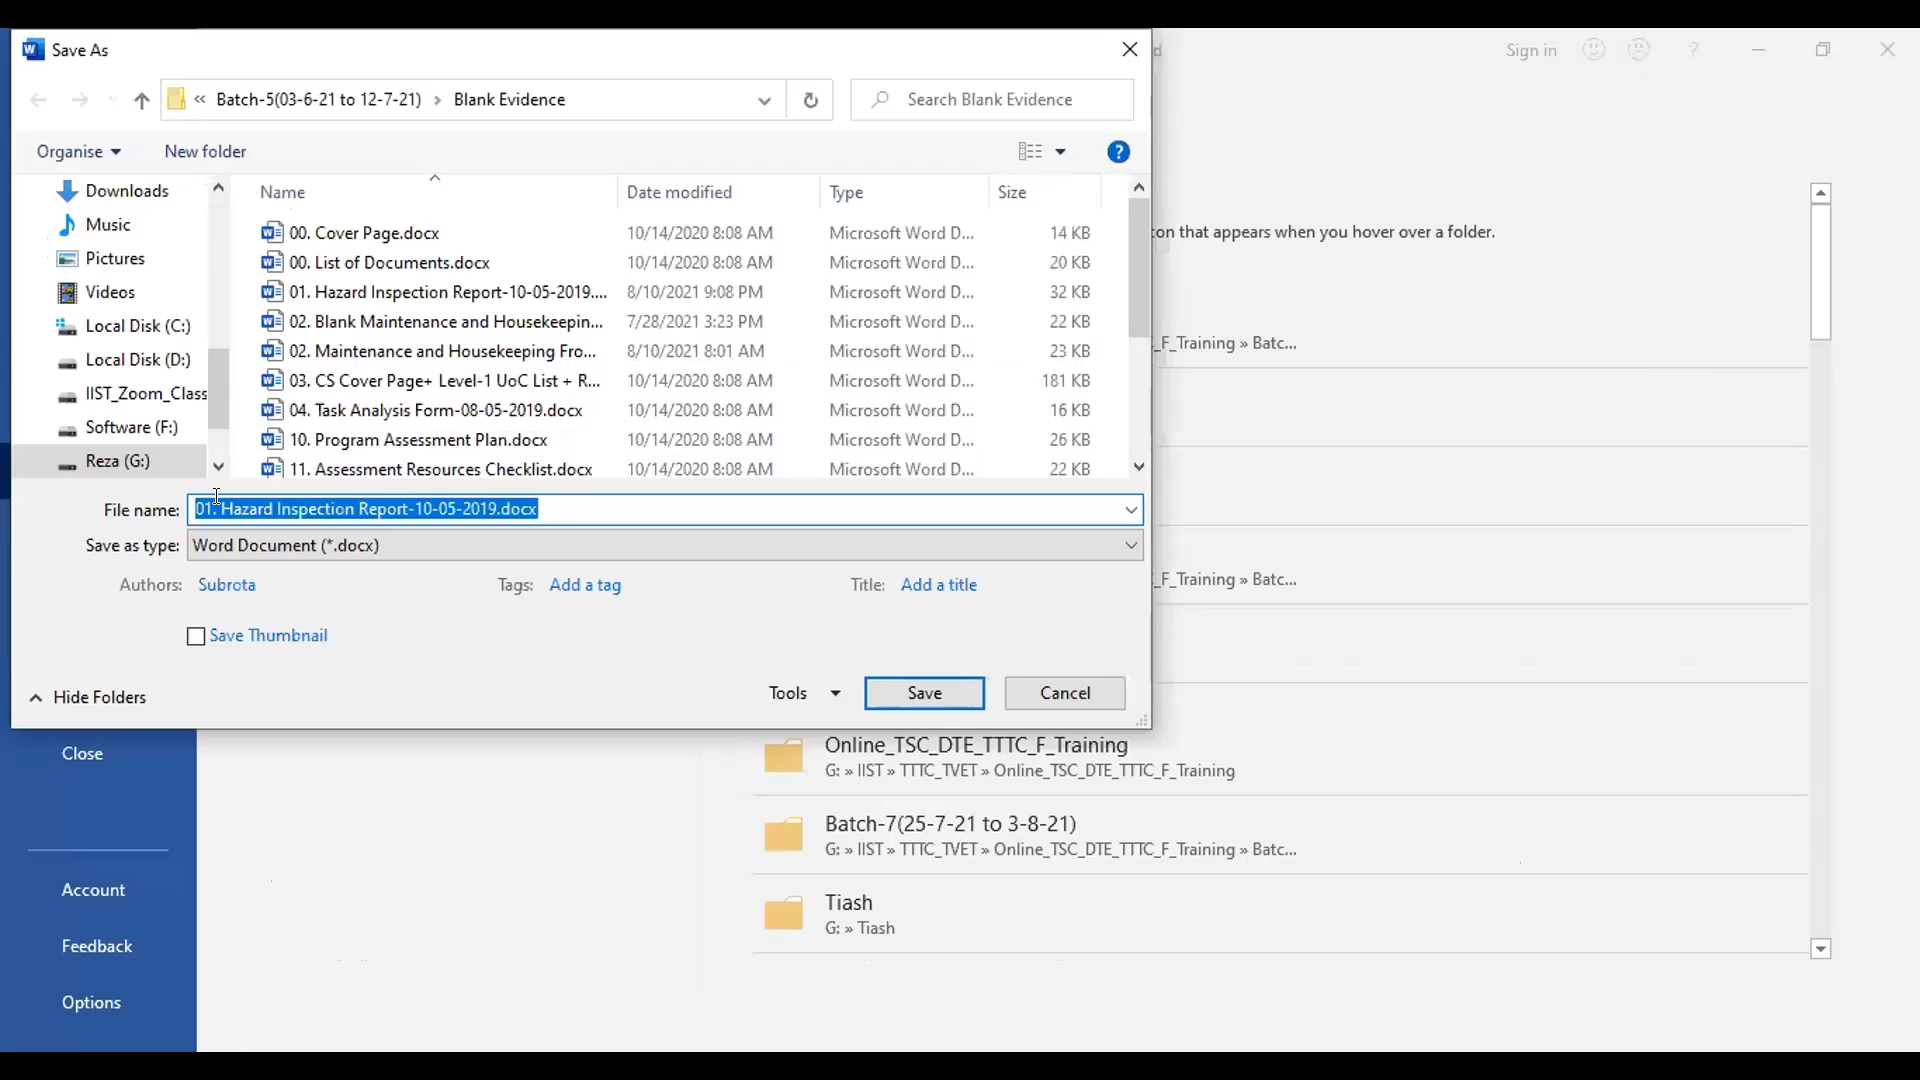 Save As
d
Sign in
?
« Batch-5(03-6-21 to 12-7-21) > Blank Evidence
Search Blank Evidence
Organise
New folder
?
Downloads
Music
Pictures
Videos
Local Disk (C:)
Local Disk (D:)
IIST_Zoom_Class
Software (F:)
Reza (G:)
Name Date modified Type Size
00. Cover Page.docx 10/14/2020 8:08 AM Microsoft Word D... 14 KB
00. List of Documents.docx 10/14/2020 8:08 AM Microsoft Word D... 20 KB
01. Hazard Inspection Report-10-05-2019.... 8/10/2021 9:08 PM Microsoft Word D... 32 KB
02. Blank Maintenance and Housekeepin... 7/28/2021 3:23 PM Microsoft Word D... 22 KB
02. Maintenance and Housekeeping Fro... 8/10/2021 8:01 AM Microsoft Word D... 23 KB
03. CS Cover Page+ Level-1 UoC List + R... 10/14/2020 8:08 AM Microsoft Word D... 181 KB
04. Task Analysis Form-08-05-2019.docx 10/14/2020 8:08 AM Microsoft Word D... 16 KB
10. Program Assessment Plan.docx 10/14/2020 8:08 AM Microsoft Word D... 26 KB
11. Assessment Resources Checklist.docx 10/14/2020 8:08 AM Microsoft Word D... 22 KB
File name: 01. Hazard Inspection Report-10-05-2019.docx
Save as type: Word Document (*.docx)
Authors: Subrota
Tags: Add a tag
Title: Add a title
Save Thumbnail
Hide Folders
Tools
Save
Cancel
on that appears when you hover over a folder.
_F_Training » Batc...
_F_Training » Batc...
Online_TSC_DTE_TTTC_F_Training
G: » IIST » TTTC_TVET » Online_TSC_DTE_TTTC_F_Training
Batch-7(25-7-21 to 3-8-21)
G: » IIST » TTTC_TVET » Online_TSC_DTE_TTTC_F_Training » Batc...
Tiash
G: » Tiash
Close
Account
Feedback
Options